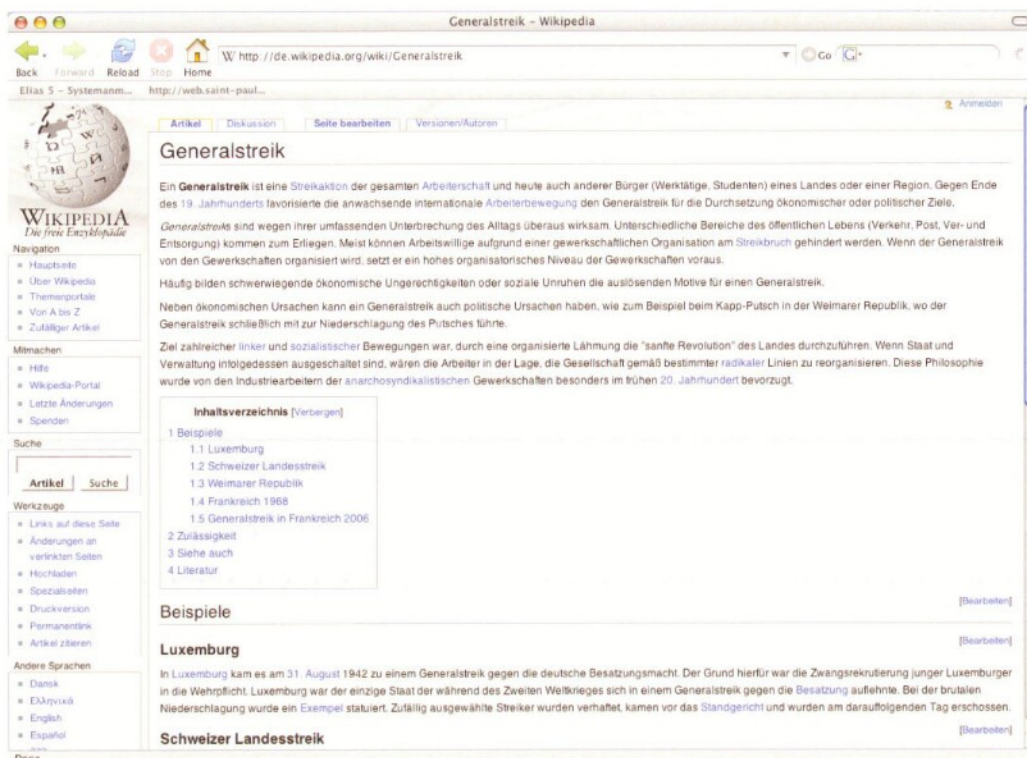 Generalstreik – Wikipedia
Back Forward Reload Stop Home
W http://de.wikipedia.org/wiki/Generalstreik
Go G
Elias 5 – Systemanm... http://web.saint-paul...
Anmelden
Artikel Diskussion Seite bearbeiten Versionen/Autoren
WIKIPEDIA
Die freie Enzyklopädie
Navigation
Hauptseite
Über Wikipedia
Themenportale
Von A bis Z
Zufälliger Artikel
Mitmachen
Hilfe
Wikipedia-Portal
Letzte Änderungen
Spenden
Suche
Artikel Suche
Werkzeuge
Links auf diese Seite
Änderungen an
verlinkten Seiten
Hochladen
Spezialseiten
Druckversion
Permanentlink
Artikel zitieren
Andere Sprachen
Dansk
Ελληνικά
English
Español
Generalstreik
Ein Generalstreik ist eine Streikaktion der gesamten Arbeiterschaft und heute auch anderer Bürger (Werktätige, Studenten) eines Landes oder einer Region. Gegen Ende
des 19. Jahrhunderts favorisierte die anwachsende internationale Arbeiterbewegung den Generalstreik für die Durchsetzung ökonomischer oder politischer Ziele.
Generalstreiks sind wegen ihrer umfassenden Unterbrechung des Alltags überaus wirksam. Unterschiedliche Bereiche des öffentlichen Lebens (Verkehr, Post, Ver- und
Entsorgung) kommen zum Erliegen. Meist können Arbeitswillige aufgrund einer gewerkschaftlichen Organisation am Streikbruch gehindert werden. Wenn der Generalstreik
von den Gewerkschaften organisiert wird, setzt er ein hohes organisatorisches Niveau der Gewerkschaften voraus.
Häufig bilden schwerwiegende ökonomische Ungerechtigkeiten oder soziale Unruhen die auslösenden Motive für einen Generalstreik.
Neben ökonomischen Ursachen kann ein Generalstreik auch politische Ursachen haben, wie zum Beispiel beim Kapp-Putsch in der Weimarer Republik, wo der
Generalstreik schließlich mit zur Niederschlagung des Putsches führte.
Ziel zahlreicher linker und sozialistischer Bewegungen war, durch eine organisierte Lähmung die "sanfte Revolution" des Landes durchzuführen. Wenn Staat und
Verwaltung infolgedessen ausgeschaltet sind, wären die Arbeiter in der Lage, die Gesellschaft gemäß bestimmter radikaler Linien zu reorganisieren. Diese Philosophie
wurde von den Industriearbeitern der anarchosyndikalistischen Gewerkschaften besonders im frühen 20. Jahrhundert bevorzugt.
Inhaltsverzeichnis [Verbergen]
1 Beispiele
1.1 Luxemburg
1.2 Schweizer Landesstreik
1.3 Weimarer Republik
1.4 Frankreich 1968
1.5 Generalstreik in Frankreich 2006
2 Zulässigkeit
3 Siehe auch
4 Literatur
Beispiele [Bearbeiten]
Luxemburg [Bearbeiten]
In Luxemburg kam es am 31. August 1942 zu einem Generalstreik gegen die deutsche Besatzungsmacht. Der Grund hierfür war die Zwangsrekrutierung junger Luxemburger
in die Wehrpflicht. Luxemburg war der einzige Staat der während des Zweiten Weltkrieges sich in einem Generalstreik gegen die Besatzung auflehnte. Bei der brutalen
Niederschlagung wurde ein Exempel statuiert. Zufällig ausgewählte Streiker wurden verhaftet, kamen vor das Standgericht und wurden am darauffolgenden Tag erschossen.
Schweizer Landesstreik [Bearbeiten]